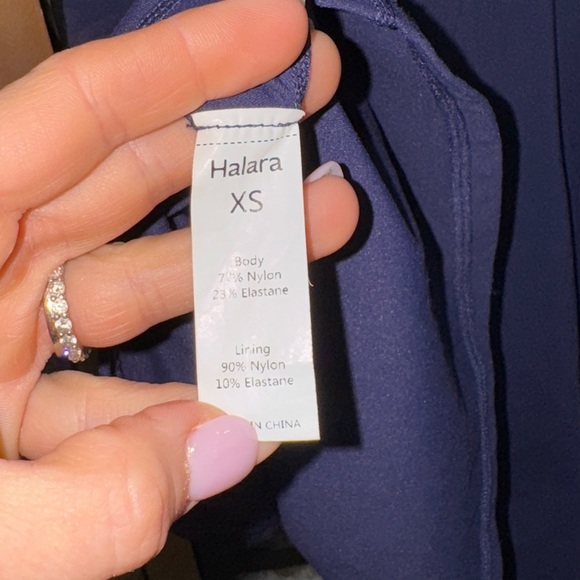 Halara
XS
Body
77% Nylon
23% Elastane
Lining
90% Nylon
10% Elastane
IN CHINA